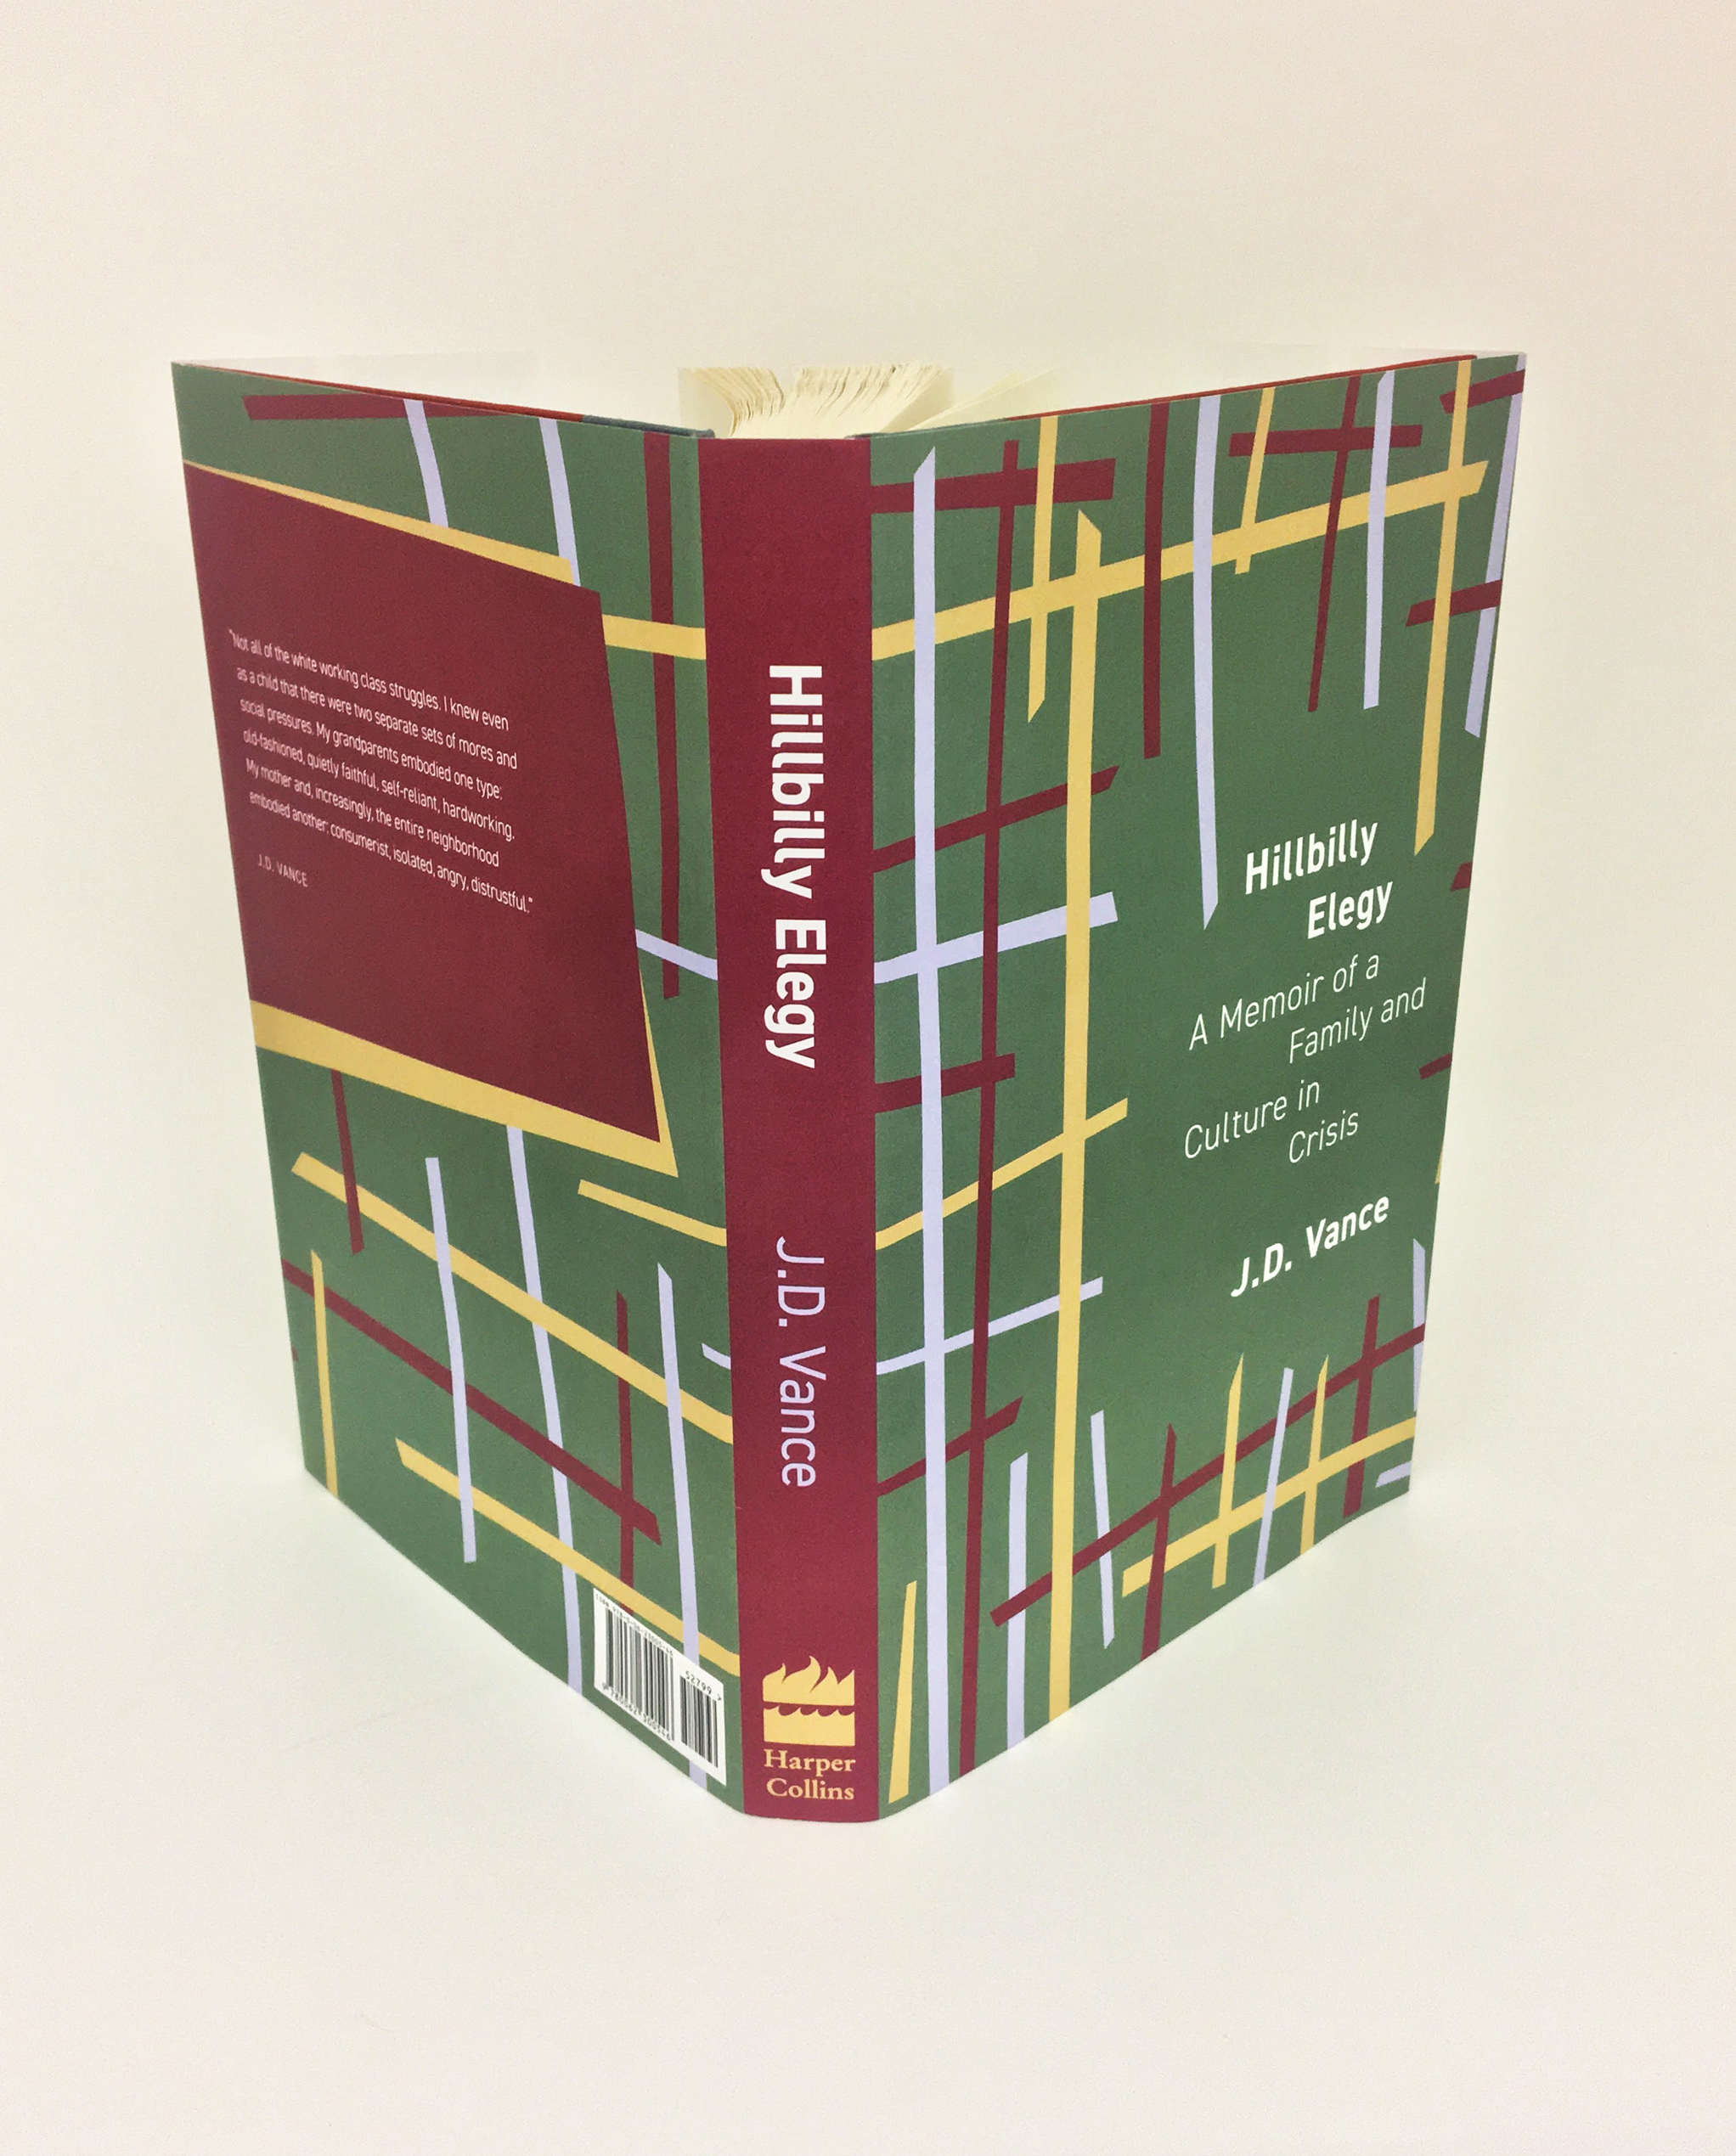 "Not all of the white working class struggles. I knew even
as a child that there were two separate sets of mores and
social pressures. My grandparents embodied one type:
old-fashioned, quietly faithful, self-reliant, hardworking.
My mother and, increasingly, the entire neighborhood
embodied another: consumerist, isolated, angry, distrustful."
J.D. VANCE
52799
Hillbilly Elegy
J.D. Vance
Harper
Collins
Hillbilly
Elegy
A Memoir of a
Family and
Culture in
Crisis
J.D. Vance